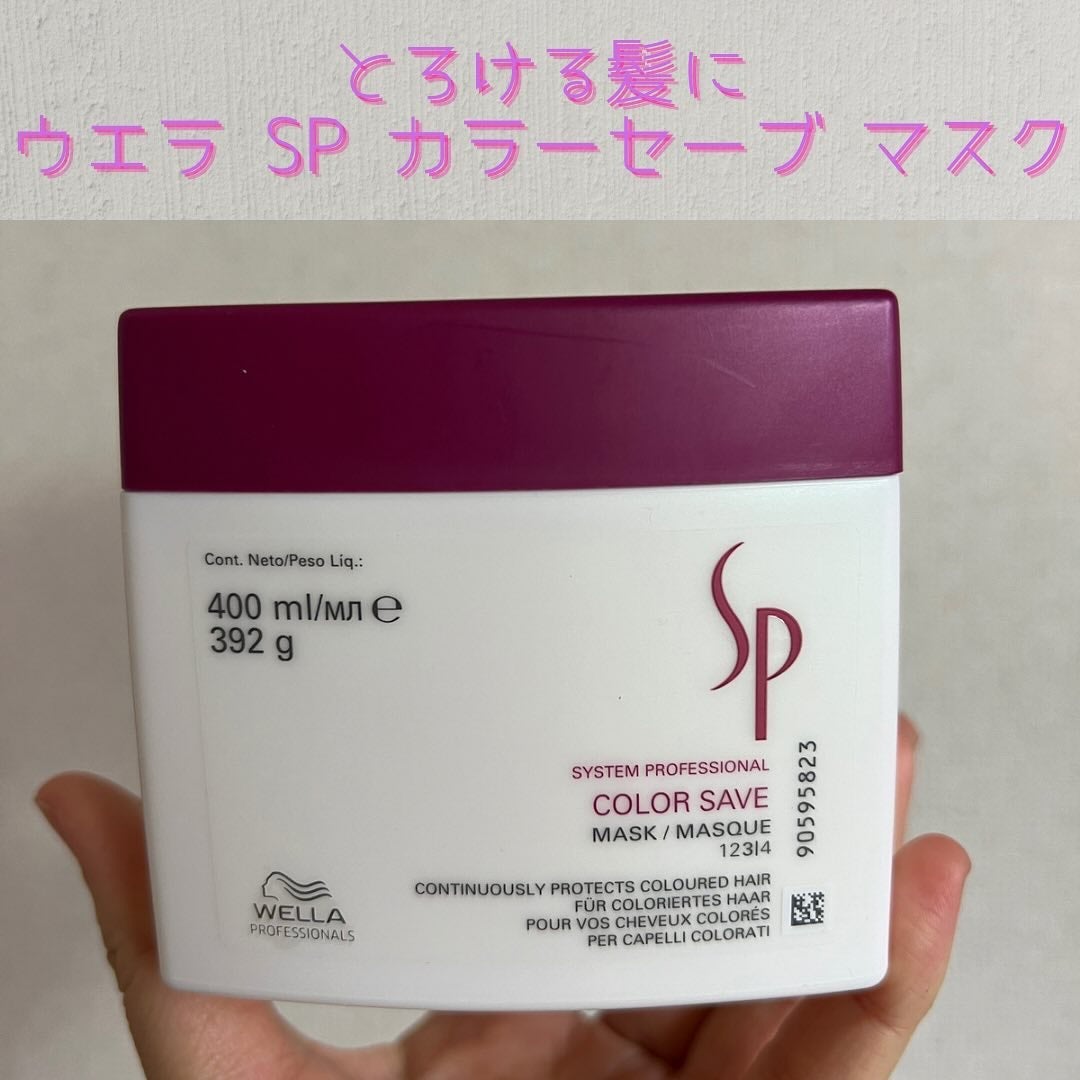 とろける髪に
ウエラ SP カラーセーブ マスク
Cont. Neto/Peso Líq.:
400 ml/мл ℮
392 g
SP
SYSTEM PROFESSIONAL
COLOR SAVE
MASK / MASQUE
123|4
90595823
CONTINUOUSLY PROTECTS COLOURED HAIR
FÜR COLORIERTES HAAR
POUR VOS CHEVEUX COLORÉS
PER CAPELLI COLORATI
WELLA
PROFESSIONALS